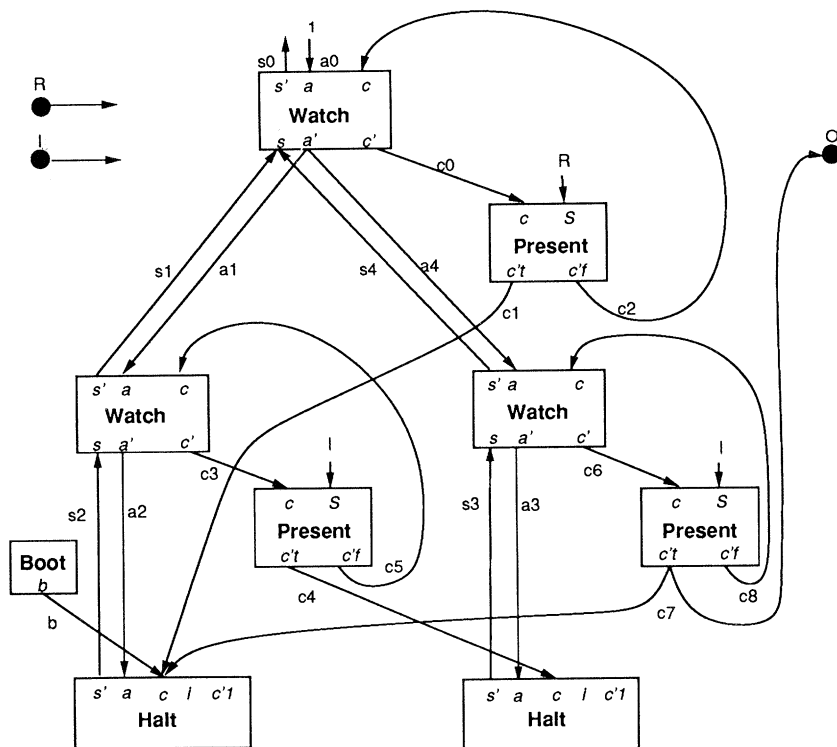 1
s0 a0
s' a c
R
Watch
I
O
s a' c'
c0
R
c S
Present
s1 a1 s4 a4
c't c'f
c1 c2
s' a c
s' a c
Watch
Watch
s a' c'
s a' c'
I
I
c3
c6
c S
c S
s2 a2
s3 a3
Present
Present
Boot
c't c'f
c't c'f
b
c5
c4
c7 c8
b
s' a c i c'1
s' a c i c'1
Halt
Halt